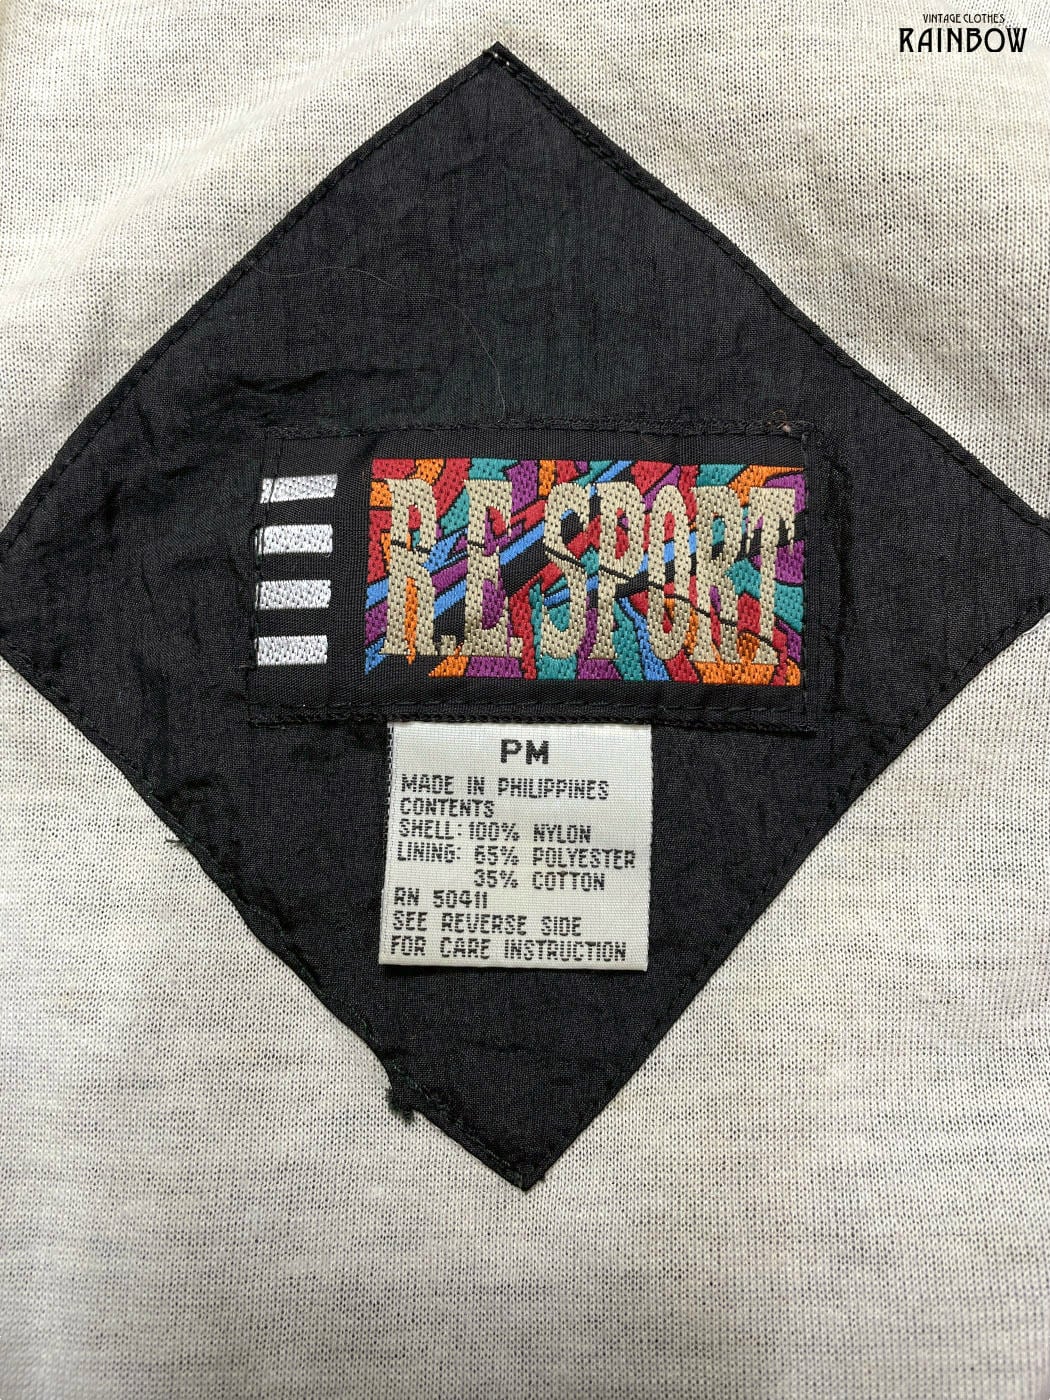 VINTAGE CLOTHES
RAINBOW
R.E.SPORT
PM
MADE IN PHILIPPINES
CONTENTS
SHELL: 100% NYLON
LINING: 65% POLYESTER
35% COTTON
RN 50411
SEE REVERSE SIDE
FOR CARE INSTRUCTION